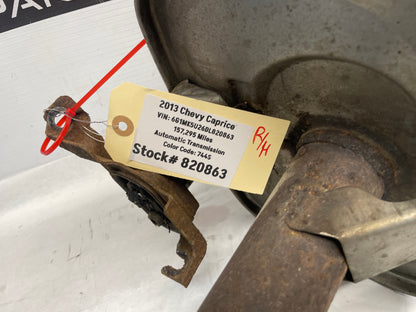 2013 Chevy Caprice
VIN: 6G1MK5U26DL820863
157,295 Miles
Automatic Transmission
Color Code: 7445
Stock# 820863
R/H